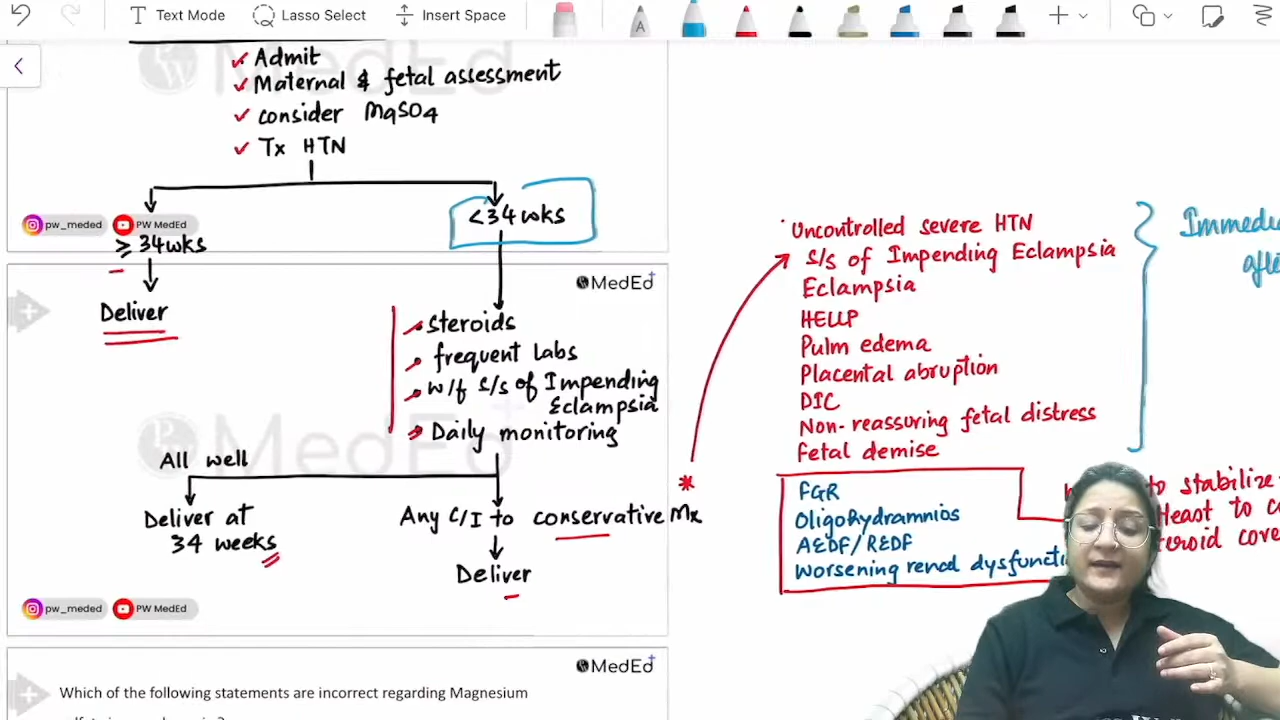 Text Mode
Lasso Select
Insert Space
Admit
Maternal & fetal assessment
consider MgSO4
Tx HTN
<34 wks
pw_meded
PW MedEd
≥ 34wks
Deliver
MedEd
steroids
frequent Labs
w/f s/s of Impending
Eclampsia
Daily monitoring
All well
Deliver at
34 weeks
Any C/I to conservative Mx
Deliver
pw_meded
PW MedEd
MedEd
Which of the following statements are incorrect regarding Magnesium
*
Uncontrolled severe HTN
s/s of Impending Eclampsia
Eclampsia
HELLP
Pulm edema
Placental abruption
DIC
Non-reassuring fetal distress
Fetal demise
FGR
Oligohydramnios
AEDF/REDF
Worsening renal
to stabilize
to